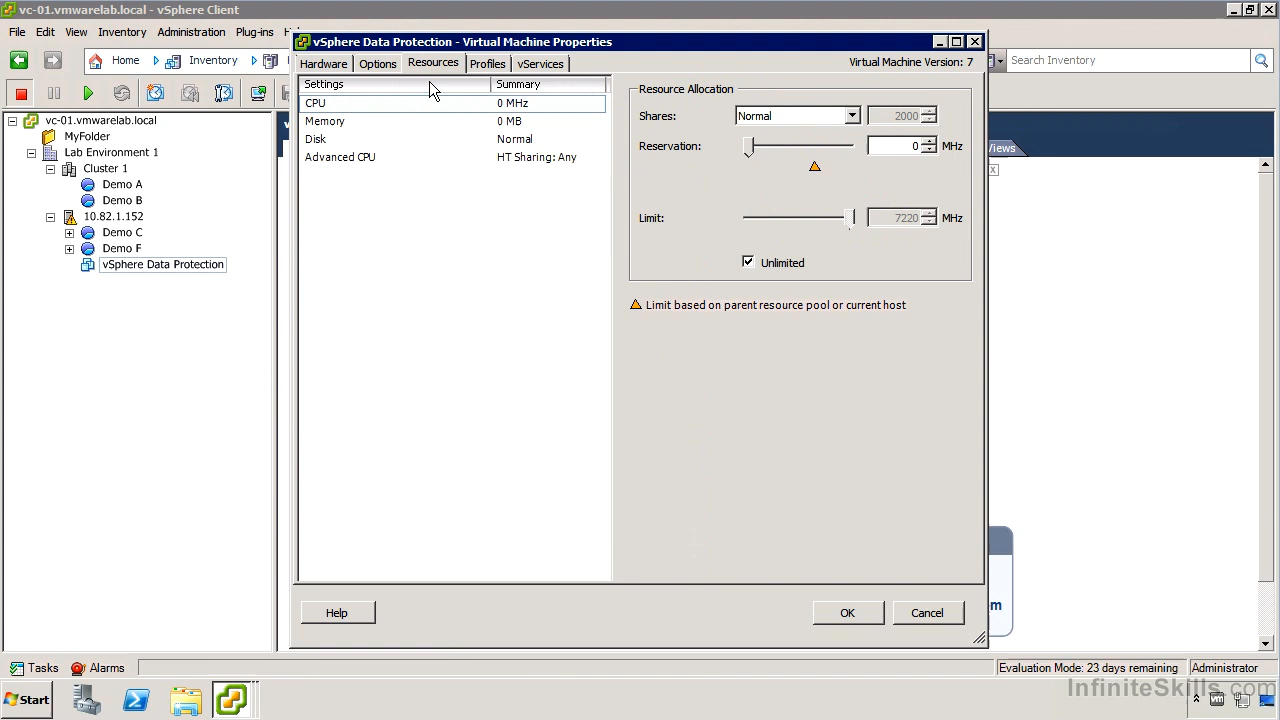 vc-01.vmwarelab.local - vSphere Client
File Edit View Inventory Administration Plug-ins
Home Inventory
Search Inventory
vc-01.vmwarelab.local
MyFolder
Lab Environment 1
Cluster 1
Demo A
Demo B
10.82.1.152
Demo C
Demo F
vSphere Data Protection
vSphere Data Protection - Virtual Machine Properties
Hardware Options Resources Profiles vServices
Virtual Machine Version: 7
Settings Summary
CPU 0 MHz
Memory 0 MB
Disk Normal
Advanced CPU HT Sharing: Any
Resource Allocation
Shares: Normal 2000
Reservation: 0 MHz
Limit: 7220 MHz
Unlimited
Limit based on parent resource pool or current host
Help OK Cancel
Tasks Alarms
Evaluation Mode: 23 days remaining Administrator
InfiniteSkills.com
Start